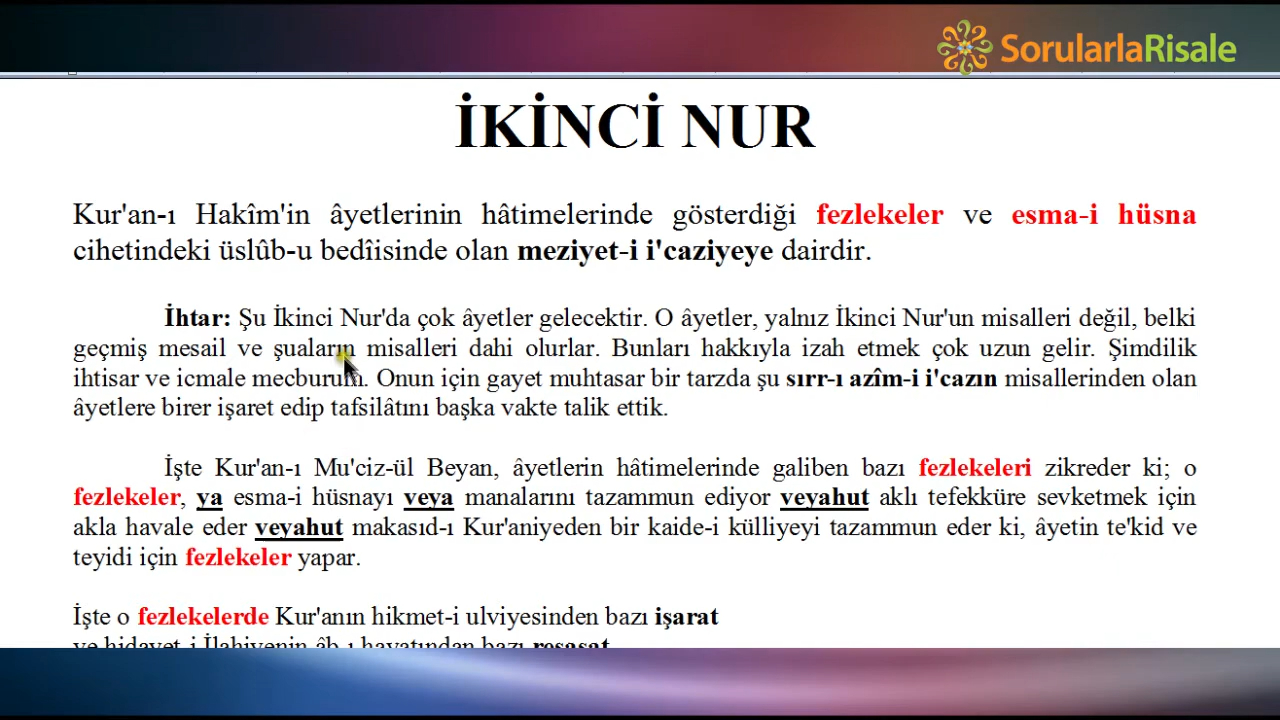 SorularlaRisale
İKİNCİ NUR
Kur'an-ı Hakîm'in âyetlerinin hâtimelerinde gösterdiği fezlekeler ve esma-i hüsna
cihetindeki üslûb-u bedîisinde olan meziyet-i i'caziyeye dairdir.
İhtar: Şu İkinci Nur'da çok âyetler gelecektir. O âyetler, yalnız İkinci Nur'un misalleri değil, belki
geçmiş mesail ve şuaların misalleri dahi olurlar. Bunları hakkıyla izah etmek çok uzun gelir. Şimdilik
ihtisar ve icmale mecburum. Onun için gayet muhtasar bir tarzda şu sırr-ı azîm-i i'cazın misallerinden olan
âyetlere birer işaret edip tafsilâtını başka vakte talik ettik.
İşte Kur'an-ı Mu'ciz-ül Beyan, âyetlerin hâtimelerinde galiben bazı fezlekeleri zikreder ki; o
fezlekeler, ya esma-i hüsnayı veya manalarını tazammun ediyor veyahut aklı tefekküre sevketmek için
akla havale eder veyahut makasıd-ı Kur'aniyeden bir kaide-i külliyeyi tazammun eder ki, âyetin te'kid ve
teyidi için fezlekeler yapar.
İşte o fezlekelerde Kur'anın hikmet-i ulviyesinden bazı işarat
ve hidayet-i İlahiyenin âb-ı hayatından bazı reşaşat